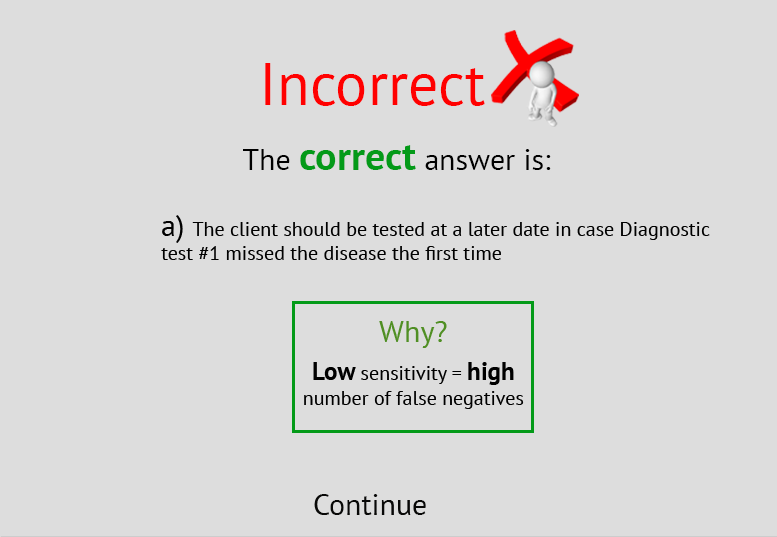 Incorrect
The correct answer is:
a) The client should be tested at a later date in case Diagnostic
test #1 missed the disease the first time
Why?
Low sensitivity = high
number of false negatives
Continue